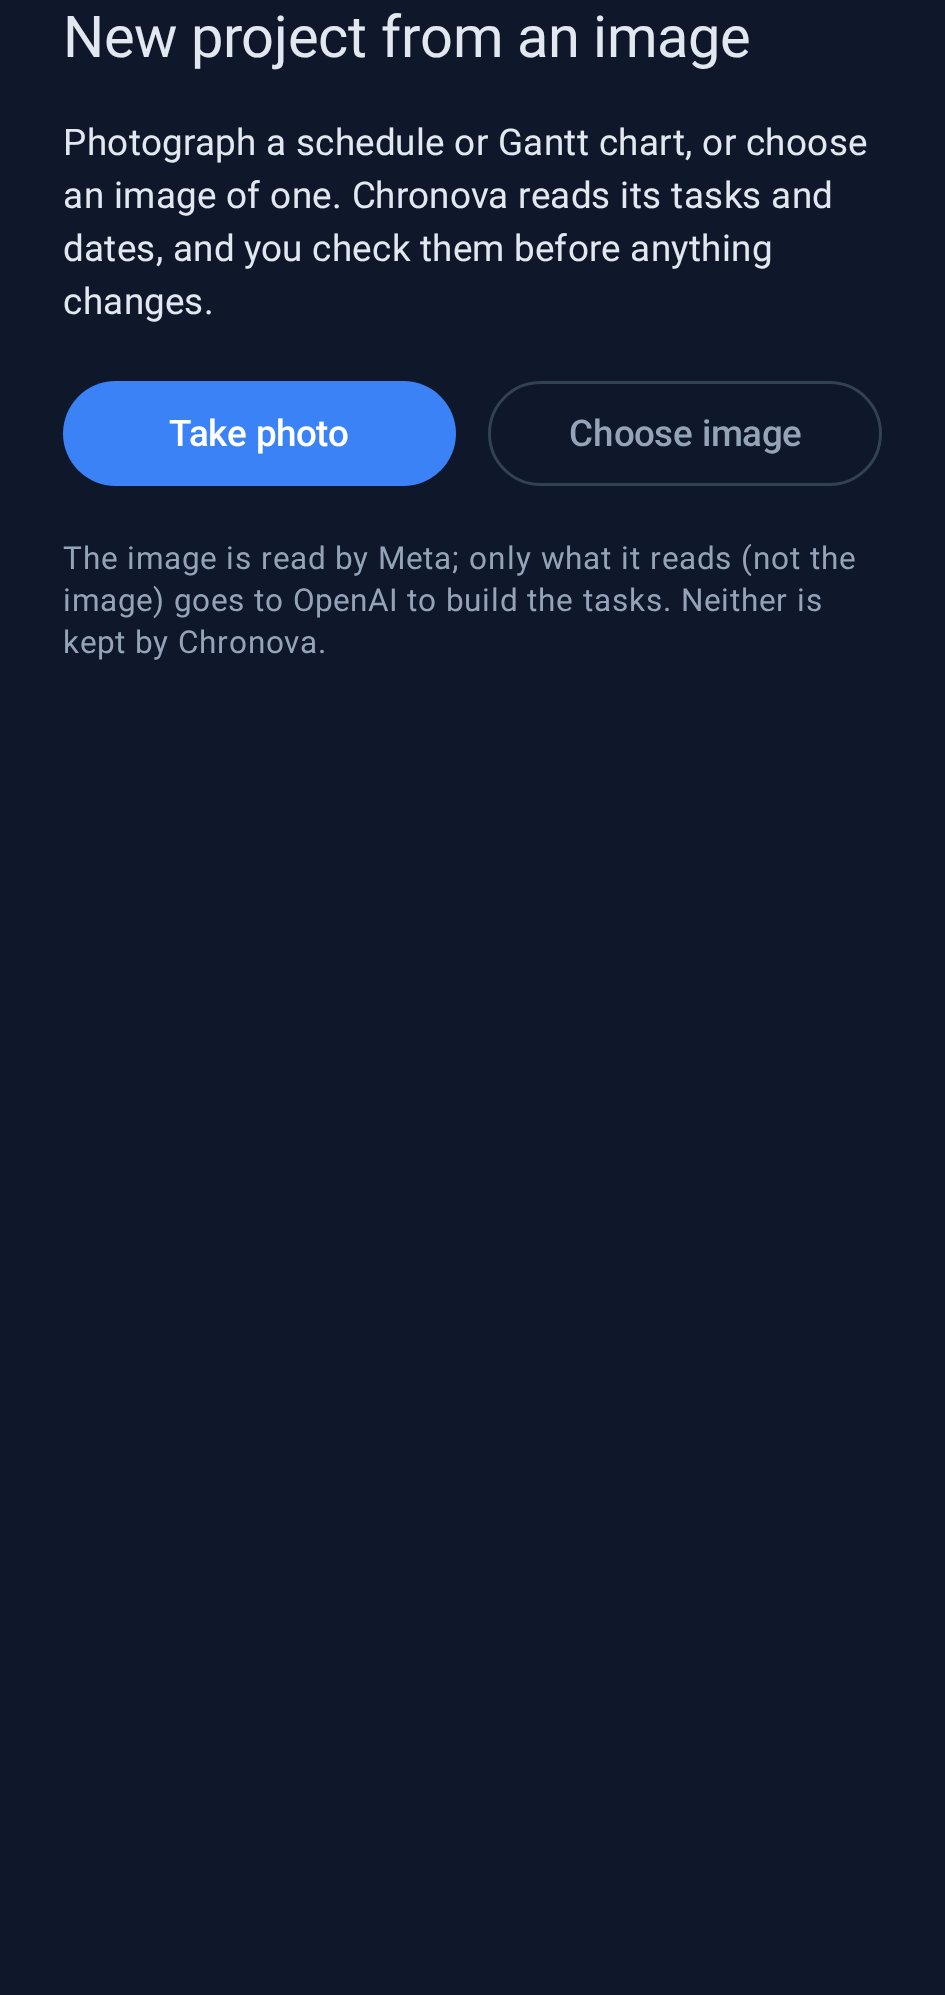 New project from an image
Photograph a schedule or Gantt chart, or choose
an image of one. Chronova reads its tasks and
dates, and you check them before anything
changes.
Take photo
Choose image
The image is read by Meta; only what it reads (not the
image) goes to OpenAI to build the tasks. Neither is
kept by Chronova.